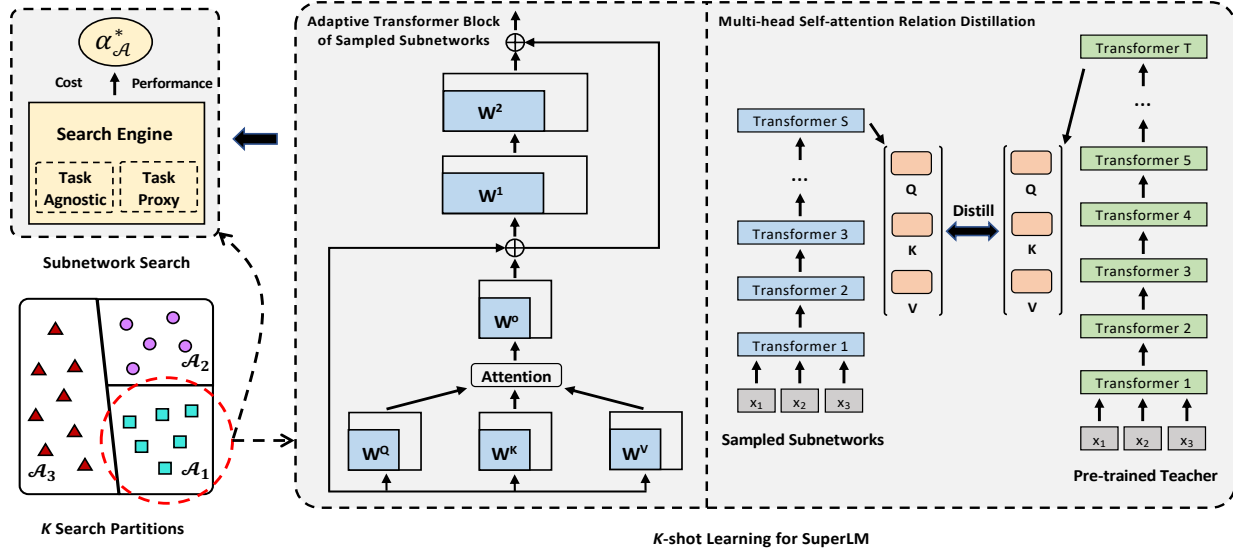 α*𝒜
Cost
Performance
Search Engine
Task
Agnostic
Task
Proxy
Subnetwork Search
𝒜2
𝒜1
𝒜3
K Search Partitions
Adaptive Transformer Block
of Sampled Subnetworks
W²
W¹
Wᴼ
Attention
W^Q
W^K
W^V
Multi-head Self-attention Relation Distillation
Transformer S
...
Transformer 3
Transformer 2
Transformer 1
x₁
x₂
x₃
Sampled Subnetworks
Q
K
V
Distill
Q
K
V
Transformer T
...
Transformer 5
Transformer 4
Transformer 3
Transformer 2
Transformer 1
x₁
x₂
x₃
Pre-trained Teacher
K-shot Learning for SuperLM